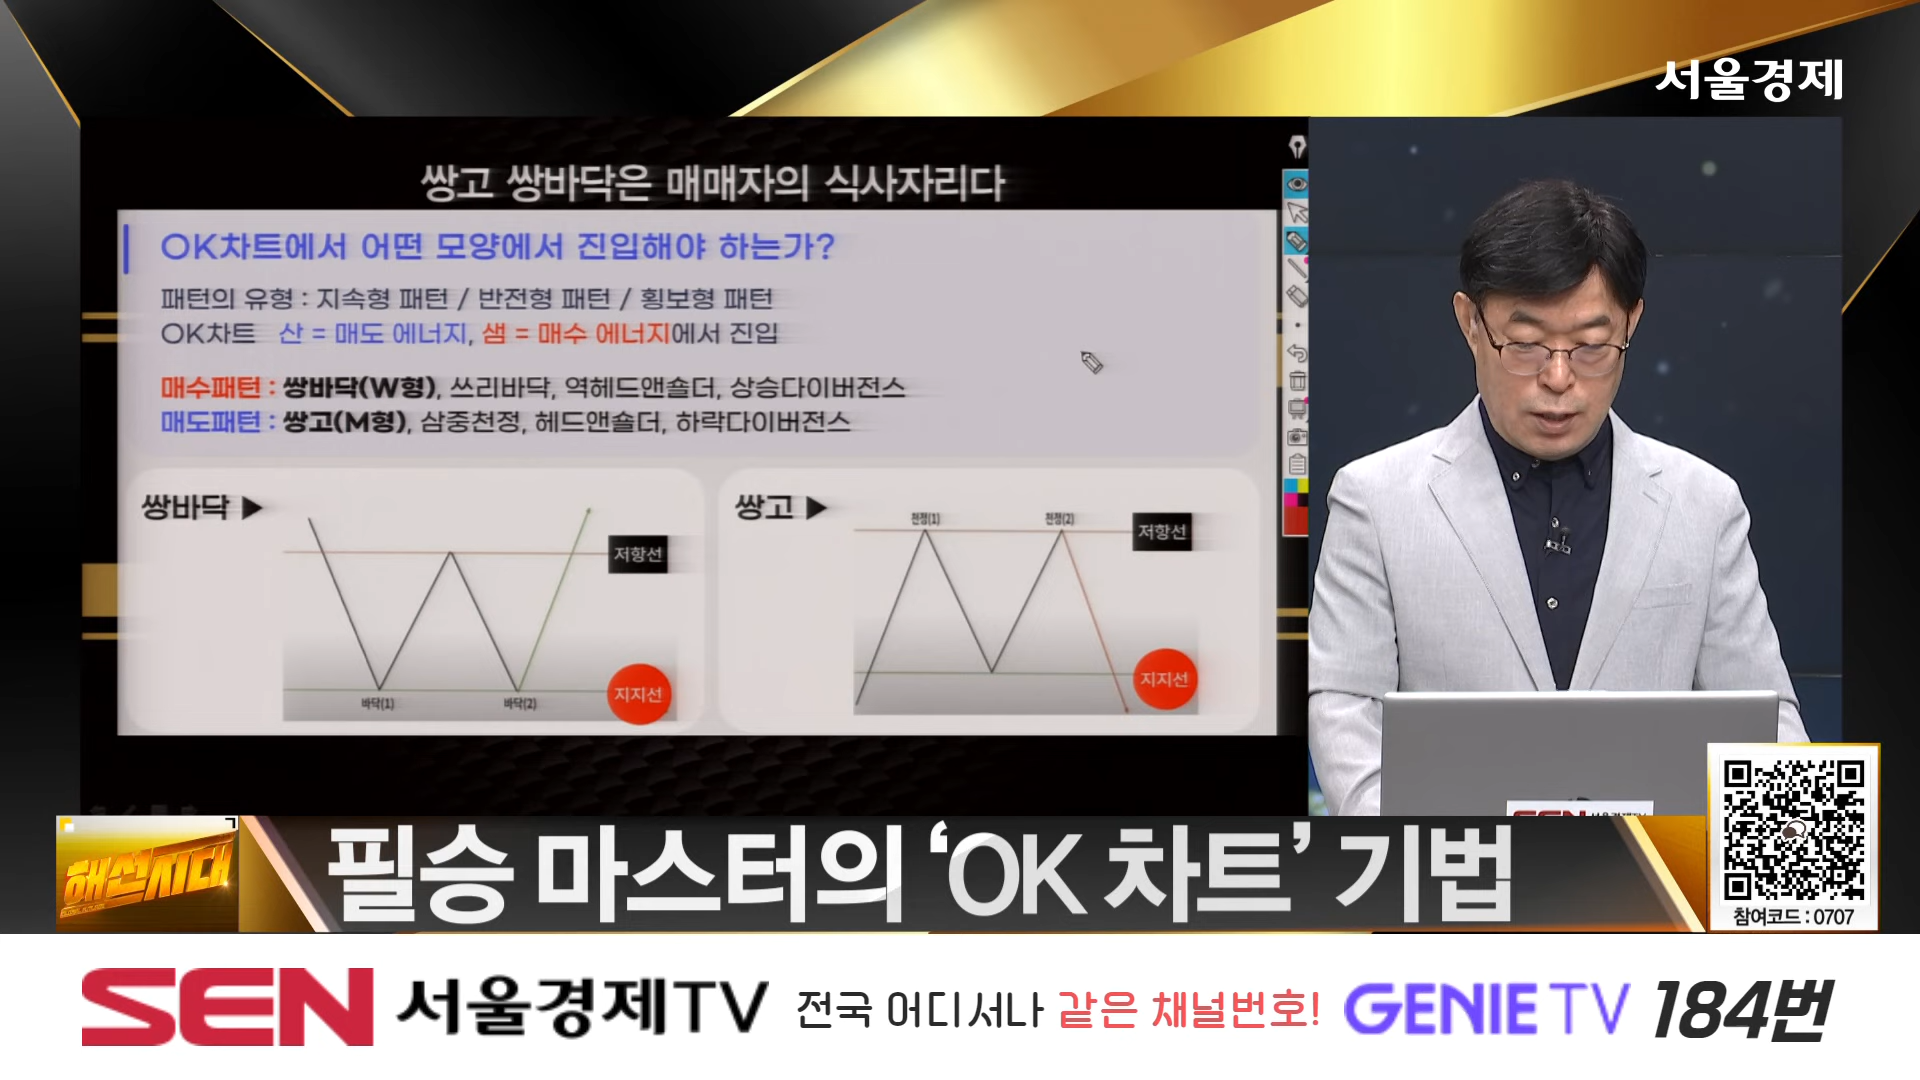 서울경제
쌍고 쌍바닥은 매매자의 식사자리다
OK차트에서 어떤 모양에서 진입해야 하는가?
패턴의 유형 : 지속형 패턴 / 반전형 패턴 / 횡보형 패턴
OK차트 산 = 매도 에너지, 샘 = 매수 에너지에서 진입
매수패턴 : 쌍바닥(W형), 쓰리바닥, 역헤드앤숄더, 상승다이버전스
매도패턴 : 쌍고(M형), 삼중천정, 헤드앤숄더, 하락다이버전스
쌍바닥 ▶
저항선
바닥(1)
바닥(2)
지지선
쌍고 ▶
천정(1)
천정(2)
저항선
지지선
해선시대
필승 마스터의 ‘OK 차트’ 기법
참여코드 : 0707
SEN 서울경제TV 전국 어디서나 같은 채널번호! GENIE TV 184번